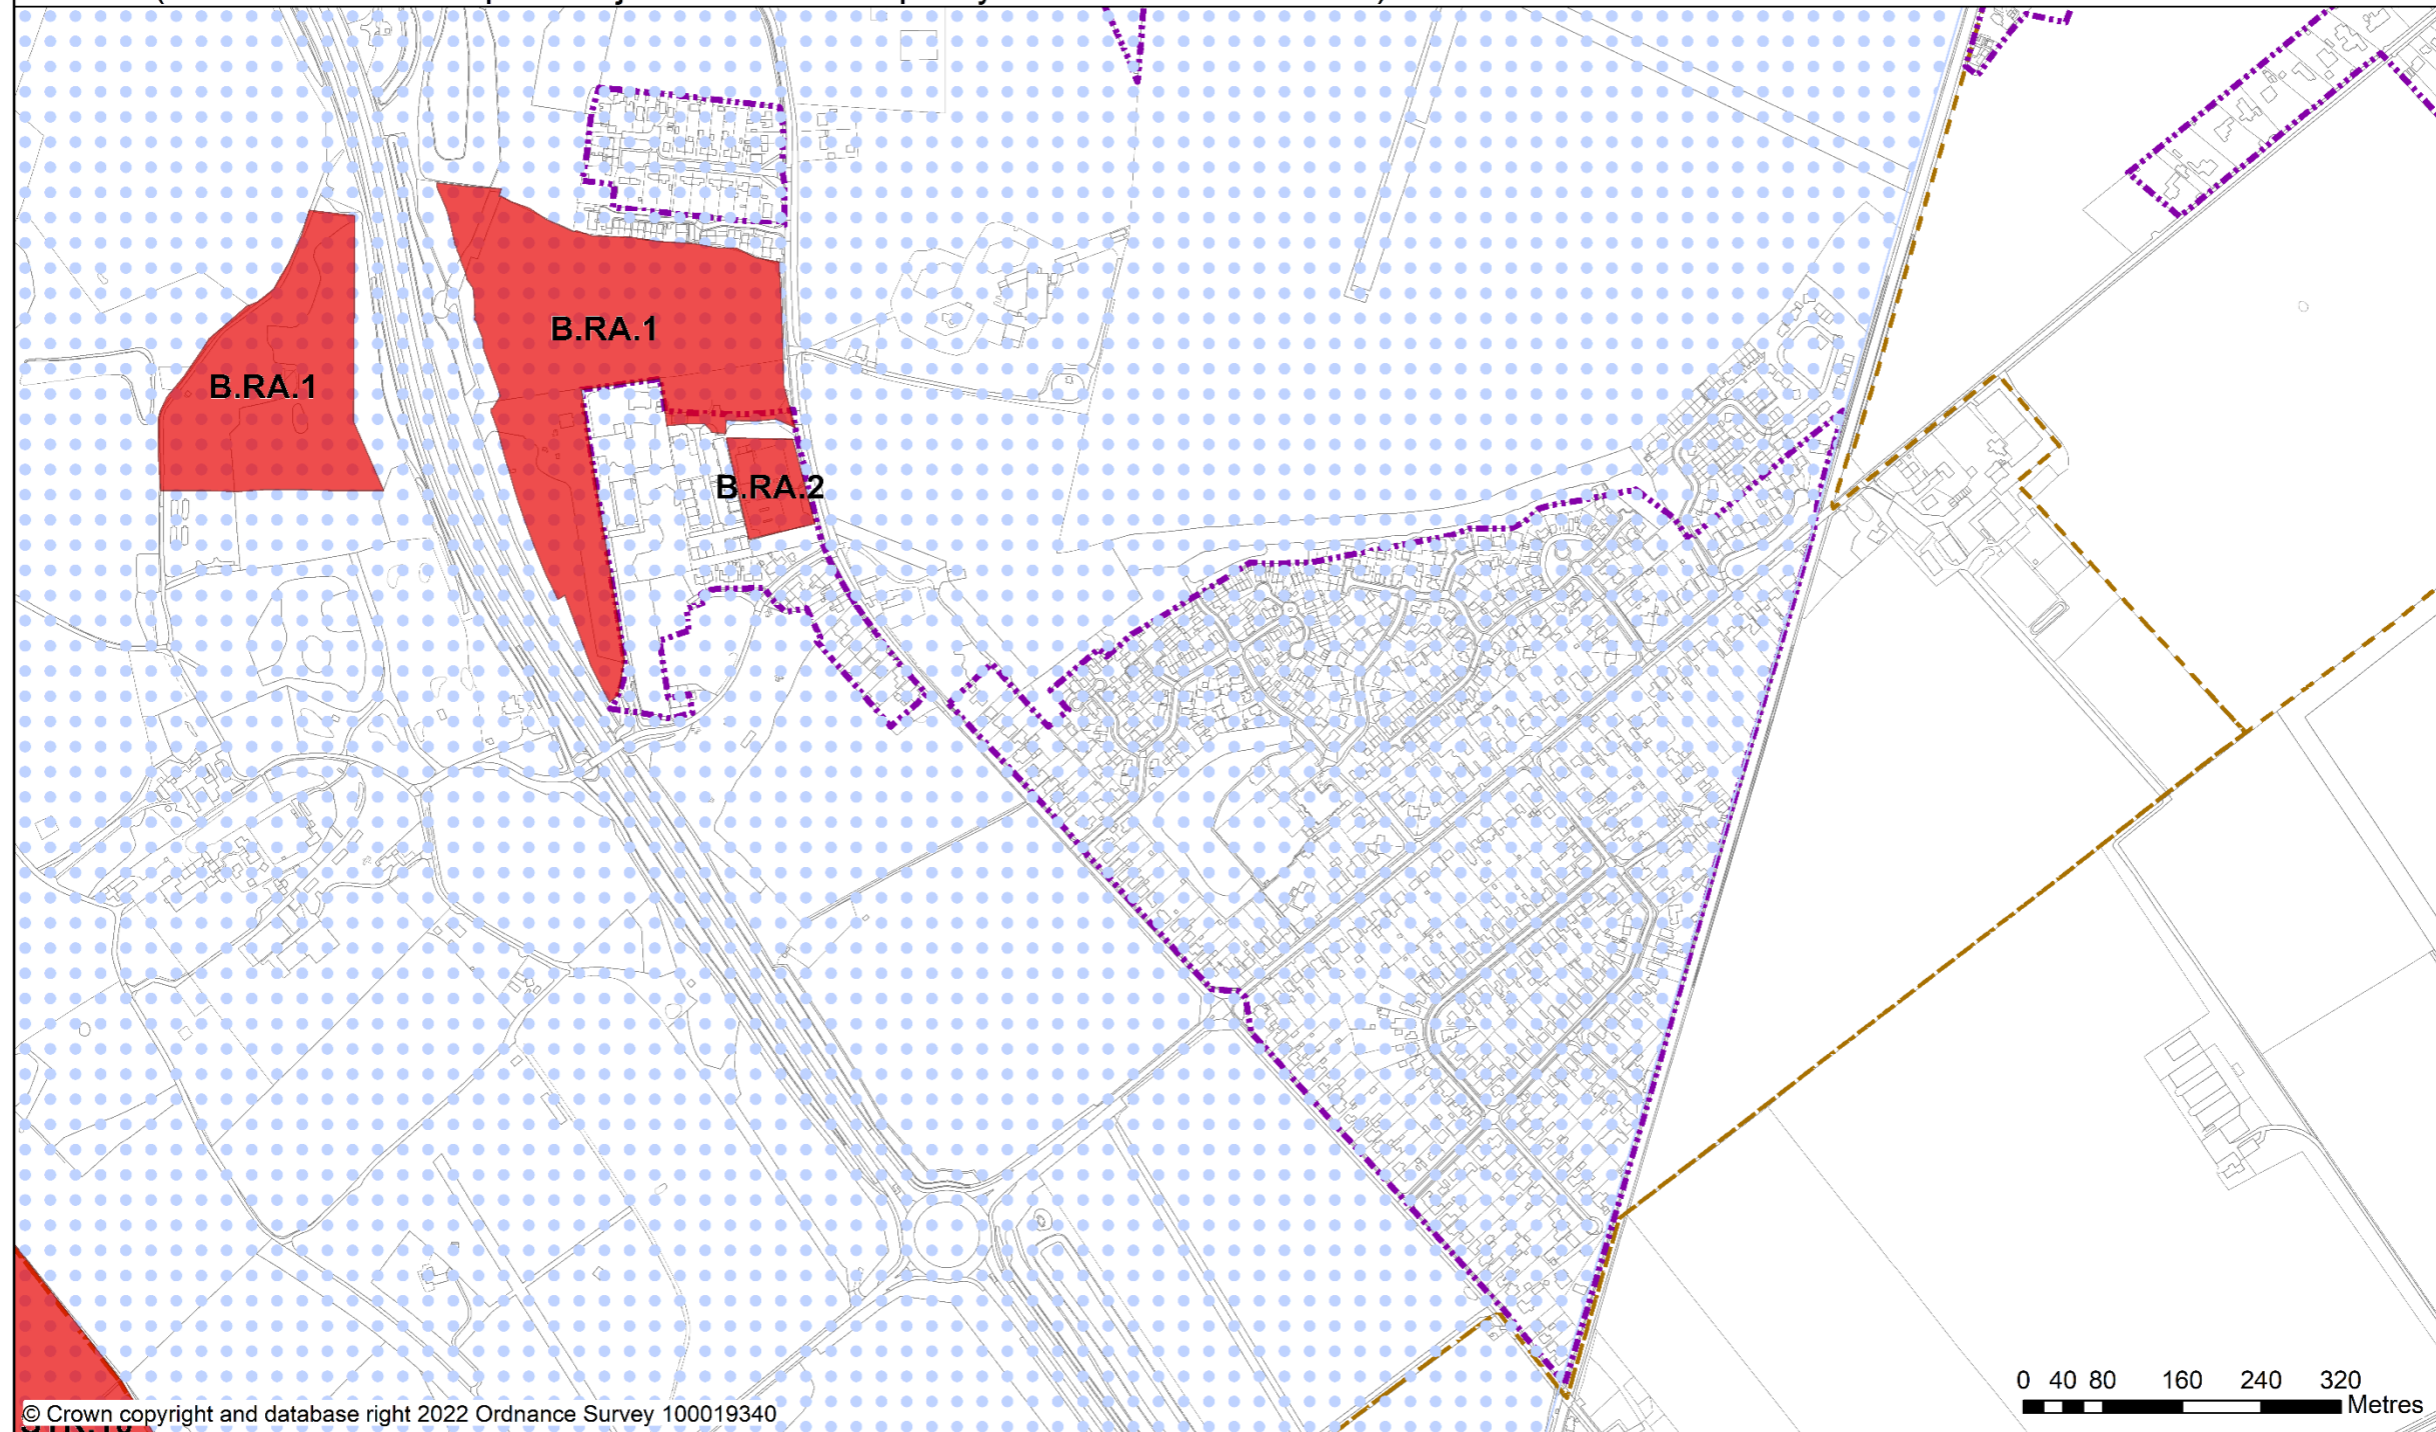 B.RA.1
B.RA.1
B.RA.2
0 40 80 160 240 320
Metres
© Crown copyright and database right 2022 Ordnance Survey 100019340